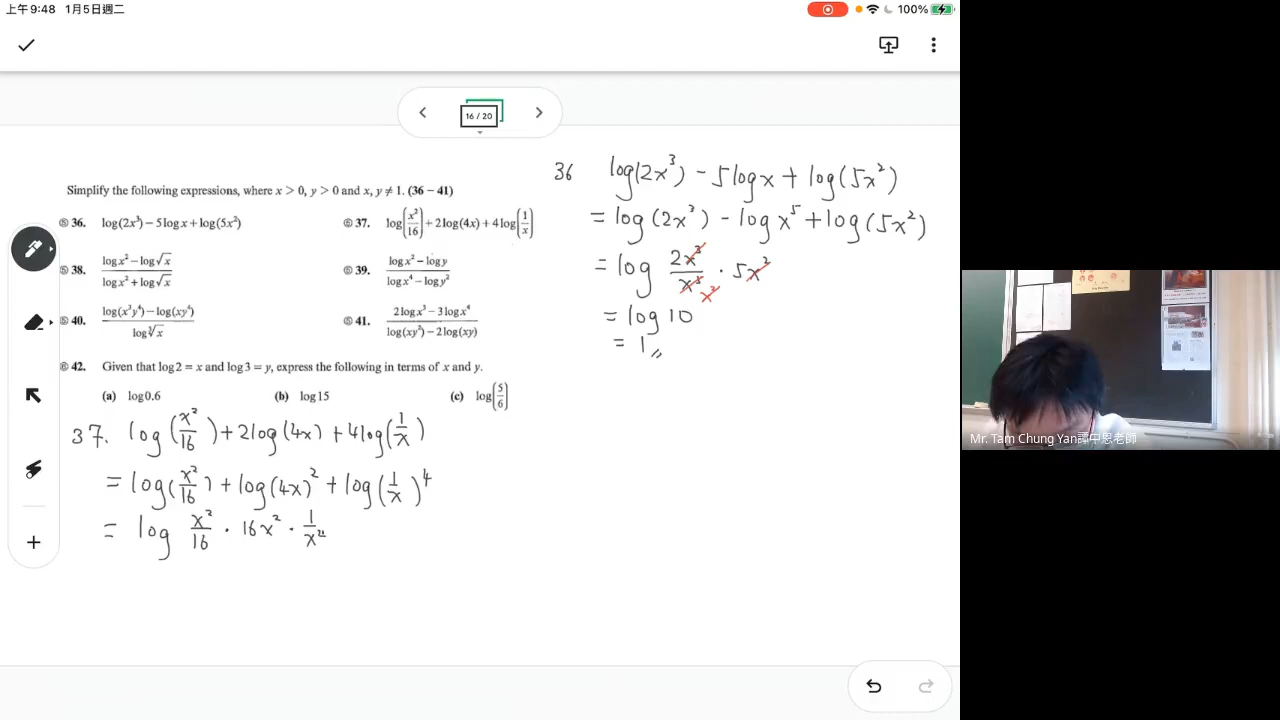 上午9:48 1月5日週二
100%
16 / 20
Simplify the following expressions, where x > 0, y > 0 and x, y ≠ 1. (36 – 41)
36. log(2x³) – 5 log x + log(5x²)
37. log(x²/16) + 2 log(4x) + 4 log(1/x)
38. (log x² – log √x)/(log x² + log √x)
39. (log x² – log y)/(log x⁴ – log y²)
40. (log(x³y⁴) – log(xy⁴))/(log ∛x)
41. (2 log x³ – 3 log x⁴)/(log(xy²) – 2 log(xy))
42. Given that log 2 = x and log 3 = y, express the following in terms of x and y.
(a) log 0.6 (b) log 15 (c) log(5/6)
36 log(2x³) – 5 log x + log(5x²)
= log(2x³) – log x⁵ + log(5x²)
= log 2x³/x⁵ · 5x²
x²
= log 10
= 1
37. log(x²/16) + 2 log(4x) + 4 log(1/x)
= log(x²/16) + log(4x)² + log(1/x)⁴
= log x²/16 · 16x² · 1/x⁴
Mr. Tam Chung Yan譚中恩老師